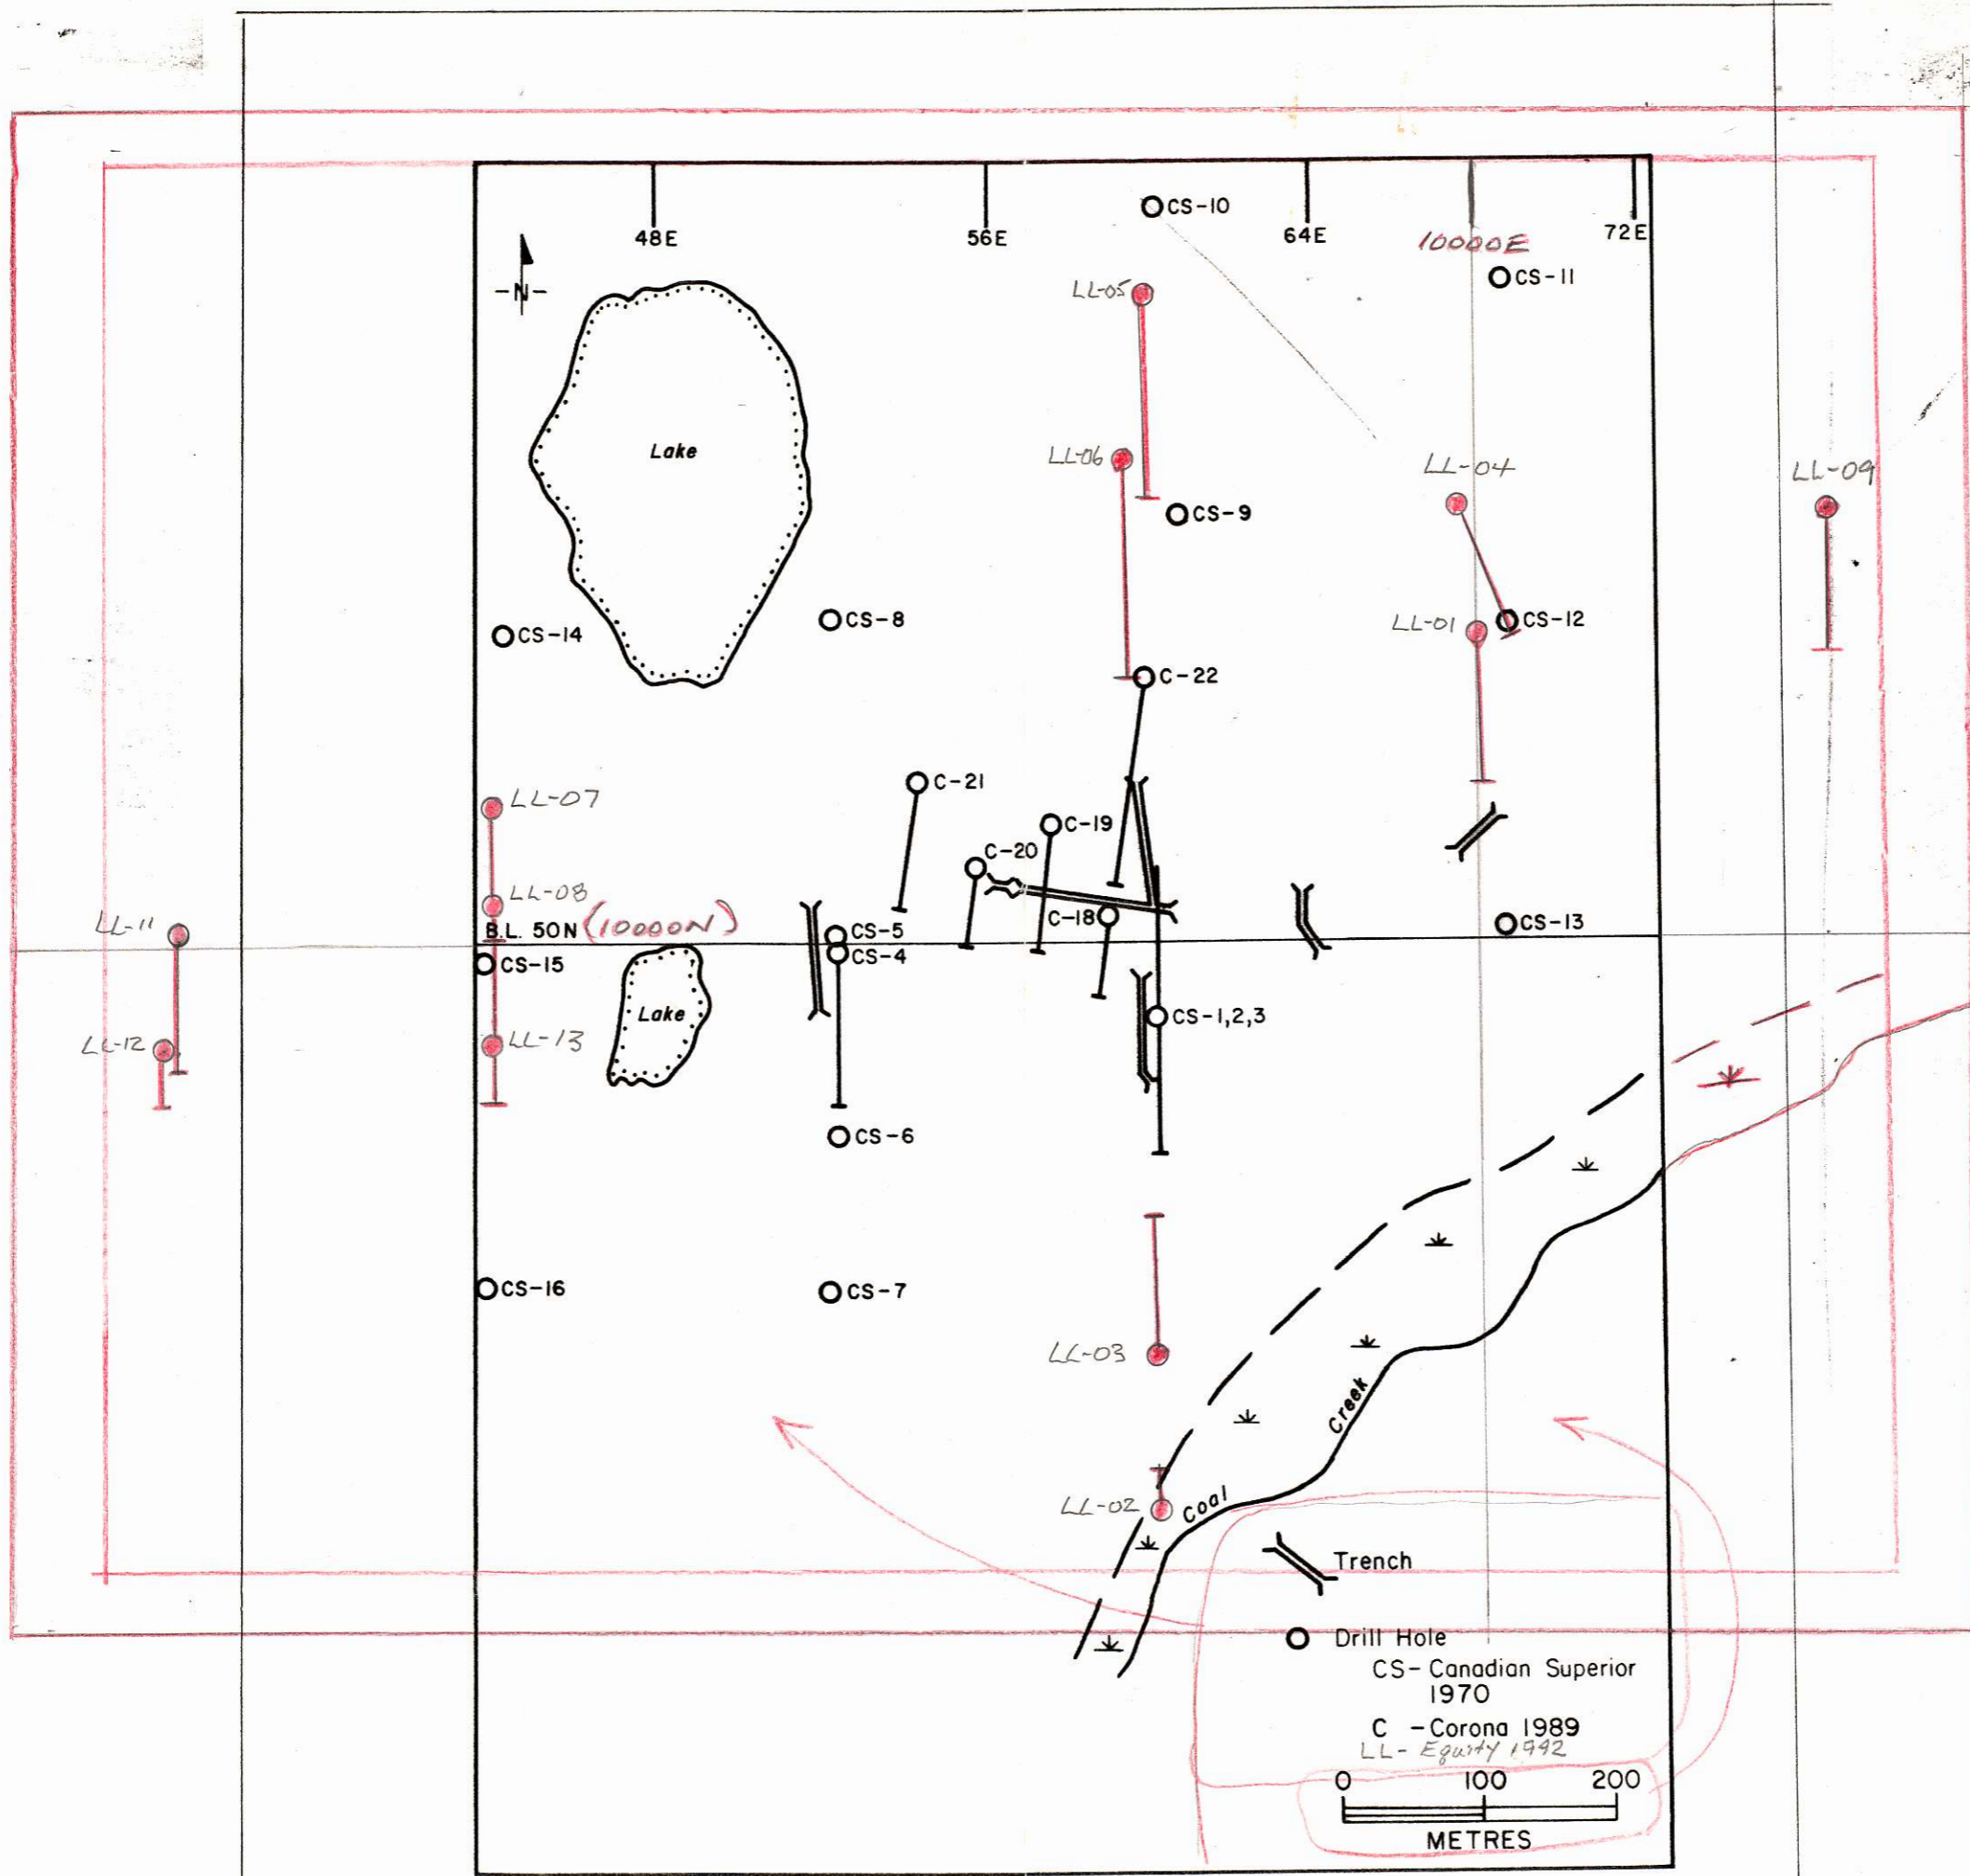 48E
56E
64E
72E
10000E
CS-10
CS-11
-N-
LL-05
Lake
LL-06
LL-04
LL-09
CS-9
CS-14
CS-8
LL-01
CS-12
C-22
LL-07
C-21
C-19
C-20
LL-08
C-18
LL-11
B.L. 50N (10000N)
CS-5
CS-13
CS-4
CS-15
Lake
CS-1,2,3
LL-12
LL-13
CS-6
CS-16
CS-7
LL-03
Creek
Coal
LL-02
Trench
Drill Hole
CS- Canadian Superior
1970
C - Corona 1989
LL- Equity 1992
0 100 200
METRES